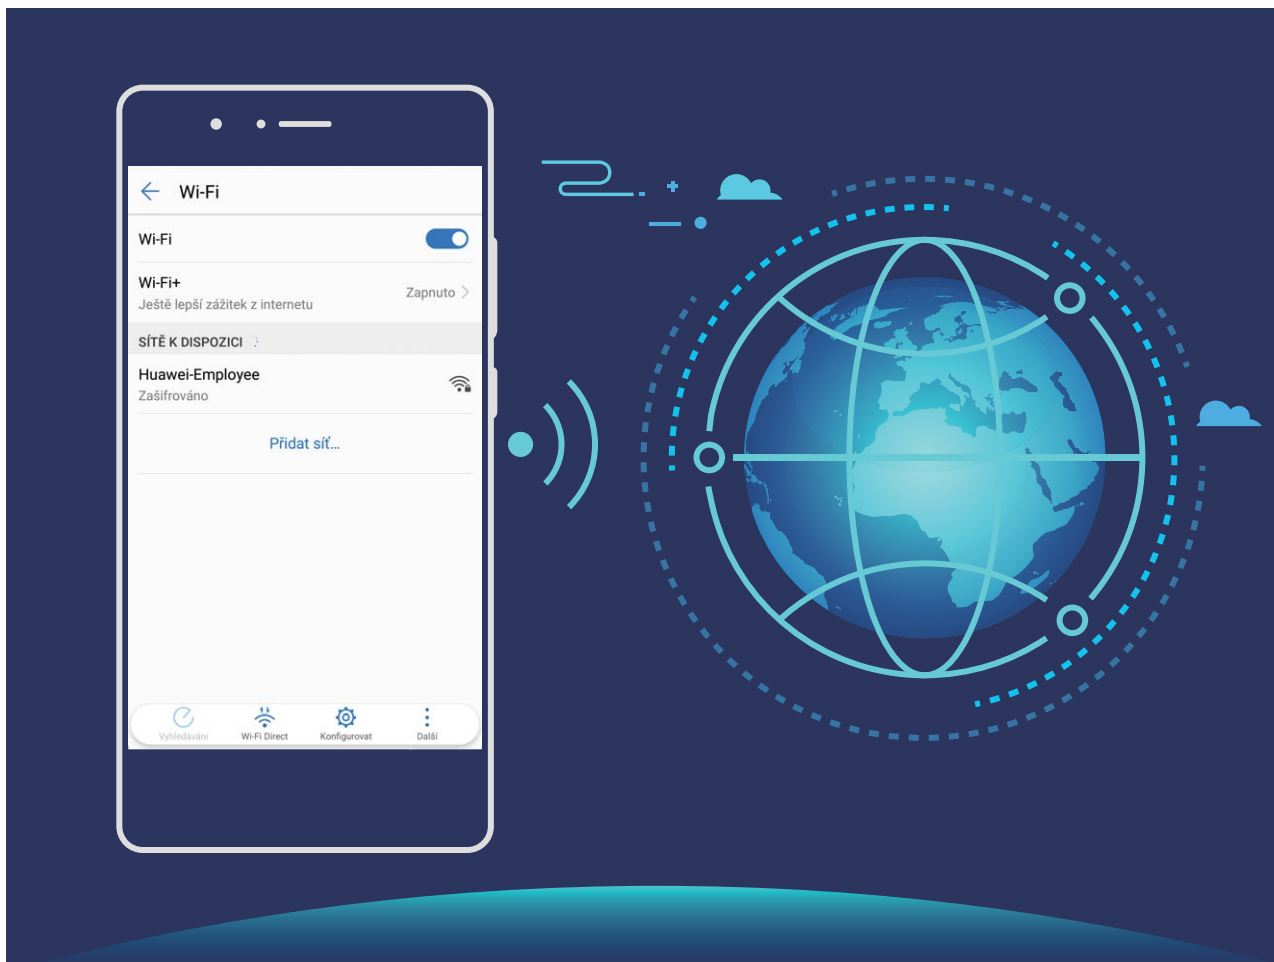 Wi-Fi
Wi-Fi
Wi-Fi+
Ještě lepší zážitek z internetu
Zapnuto
SÍTĚ K DISPOZICI
Huawei-Employee
Zašifrováno
Přidat síť...
Vyhledávání
Wi-Fi Direct
Konfigurovat
Další